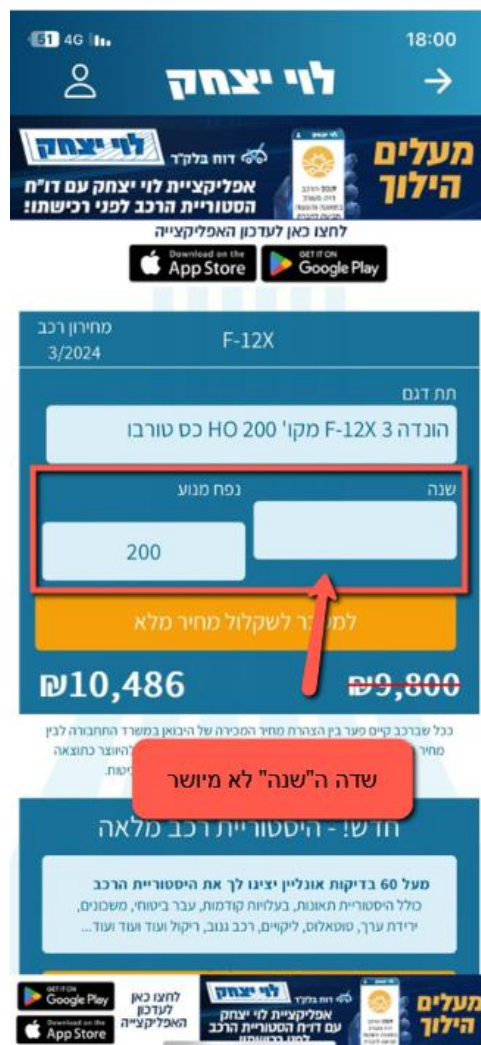 51 4G 18:00
לוי יצחק
מעלים הילוך
לוי יצחק דוח בלק"ד
אפליקציית לוי יצחק עם דו"ח
הסטוריית הרכב לפני רכישתו!
לחצו כאן לעדכון האפליקצייה
Download on the App Store
GET IT ON Google Play
F-12X
מחירון רכב
3/2024
תת דגם
הונדה F-12X 3 מקו' HO 200 כס טורבו
שנה
נפח מנוע
200
לשקלול מחיר מלא
₪9,800
₪10,486
ככל שברכב קיים פער בין הצהרת מחיר המכירה של היבואן במשרד התחבורה לבין
מחיר
להיווצר כתוצאה
שדה ה"שנה" לא מיושר
חדש! - היסטוריית רכב מלאה
מעל 60 בדיקות אונליין יציגו לך את היסטוריית הרכב
כולל היסטוריית תאונות, בעלויות קודמות, עבר ביטוחי, משכונים,
ירידת ערך, טוטאלוס, ליקויים, רכב גנוב, ריקול ועוד ועוד ועוד...
מעלים הילוך
לוי יצחק דוח בלק"ד
אפליקציית לוי יצחק
עם דו"ח הסטוריית הרכב
לפני רכישתו
לחצו כאן
לעדכון
האפליקצייה
GET IT ON Google Play
Download on the App Store